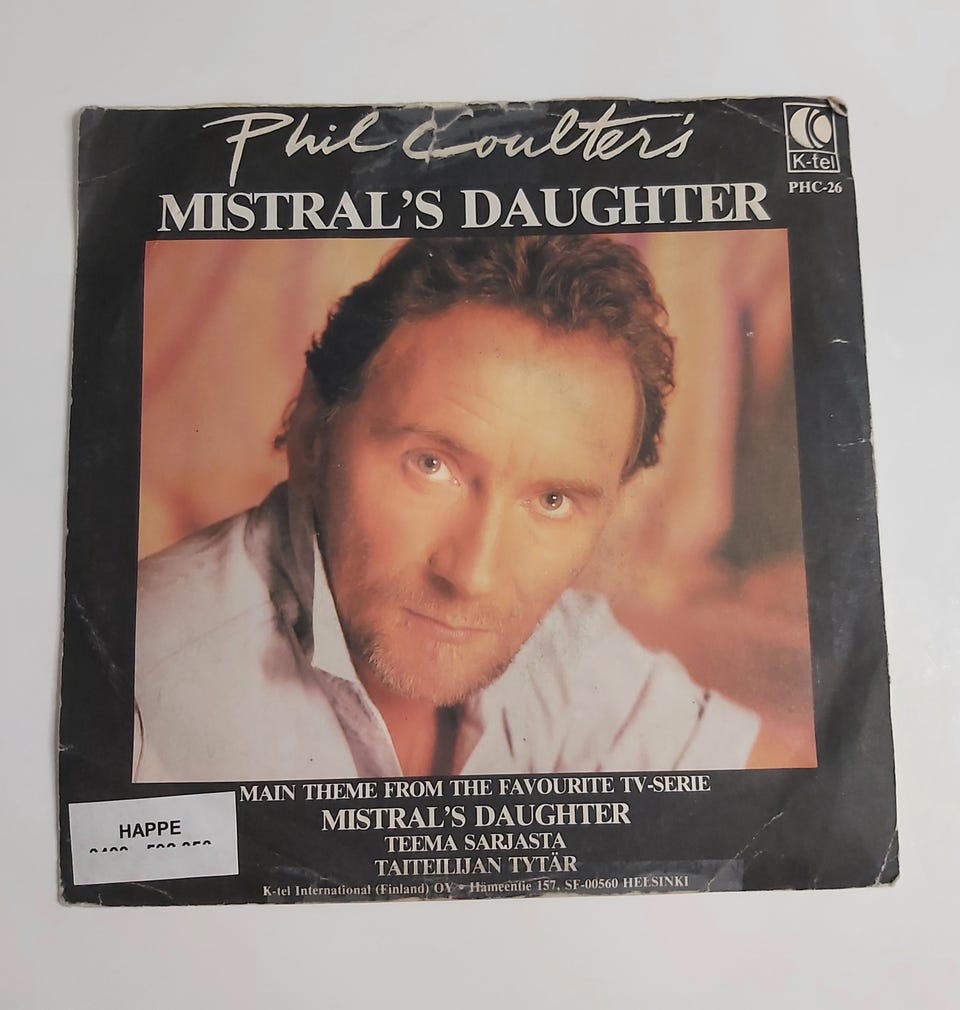 Phil Coulter's
K-tel
PHC-26
MISTRAL'S DAUGHTER
MAIN THEME FROM THE FAVOURITE TV-SERIE
MISTRAL'S DAUGHTER
TEEMA SARJASTA
TAITEILIJAN TYTÄR
K-tel International (Finland) OY • Hämeentie 157, SF-00560 HELSINKI
HAPPE